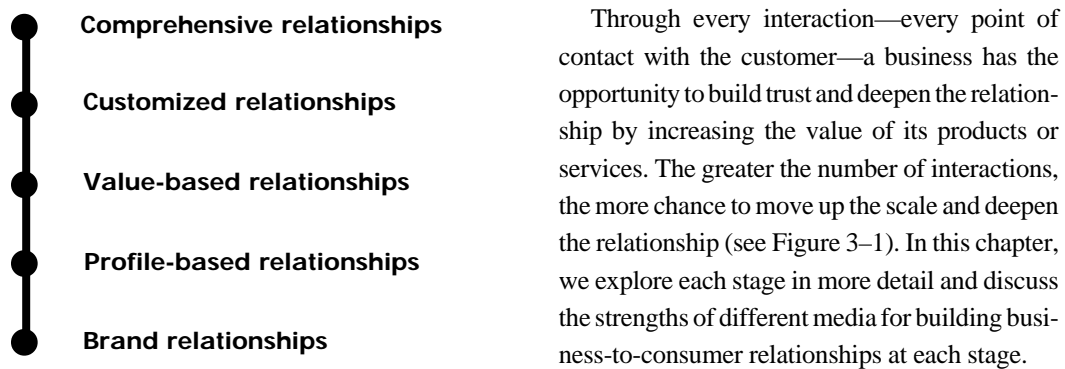 Comprehensive relationships
Customized relationships
Value-based relationships
Profile-based relationships
Brand relationships
Through every interaction—every point of
contact with the customer—a business has the
opportunity to build trust and deepen the relation-
ship by increasing the value of its products or
services. The greater the number of interactions,
the more chance to move up the scale and deepen
the relationship (see Figure 3–1). In this chapter,
we explore each stage in more detail and discuss
the strengths of different media for building busi-
ness-to-consumer relationships at each stage.